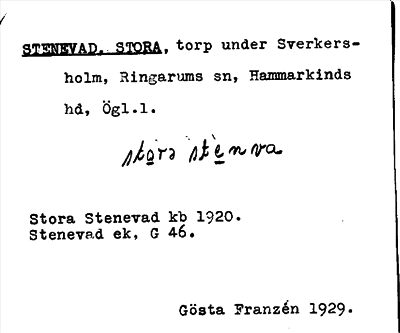 STENEVAD, STORA, torp under Sverkers-
holm, Ringarums sn, Hammarkinds
hd, Ögl.l.
stora stenva
Stora Stenevad kb 1920.
Stenevad ek, G 46.
Gösta Franzén 1929.